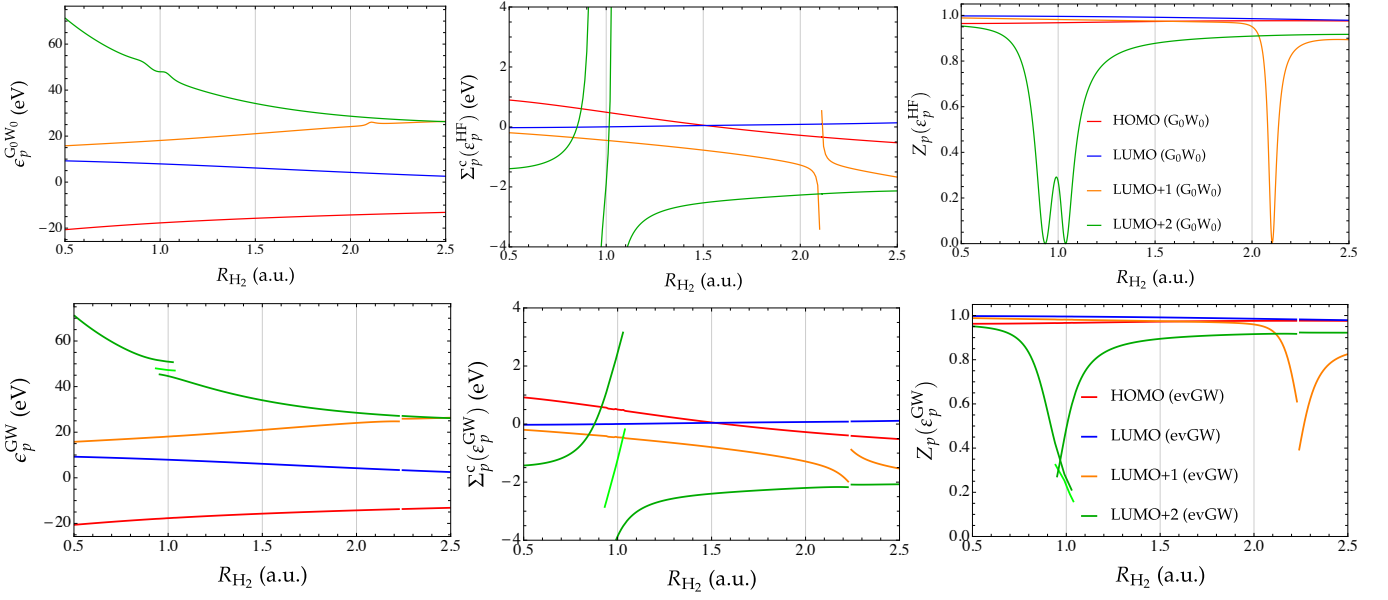 ϵ_p^{G₀W₀} (eV)
60
40
20
0
−20
0.5 1.0 1.5 2.0 2.5
R_{H₂} (a.u.)
Σ_p^c(ε_p^{HF}) (eV)
4
2
0
−2
−4
0.5 1.0 1.5 2.0 2.5
R_{H₂} (a.u.)
Z_p(ε_p^{HF})
1.0
0.8
0.6
0.4
0.2
0.0
HOMO (G₀W₀)
LUMO (G₀W₀)
LUMO+1 (G₀W₀)
LUMO+2 (G₀W₀)
0.5 1.0 1.5 2.0 2.5
R_{H₂} (a.u.)
ϵ_p^{GW} (eV)
60
40
20
0
−20
0.5 1.0 1.5 2.0 2.5
R_{H₂} (a.u.)
Σ_p^c(ε_p^{GW}) (eV)
4
2
0
−2
−4
0.5 1.0 1.5 2.0 2.5
R_{H₂} (a.u.)
Z_p(ε_p^{GW})
1.0
0.8
0.6
0.4
0.2
0.0
HOMO (evGW)
LUMO (evGW)
LUMO+1 (evGW)
LUMO+2 (evGW)
0.5 1.0 1.5 2.0 2.5
R_{H₂} (a.u.)